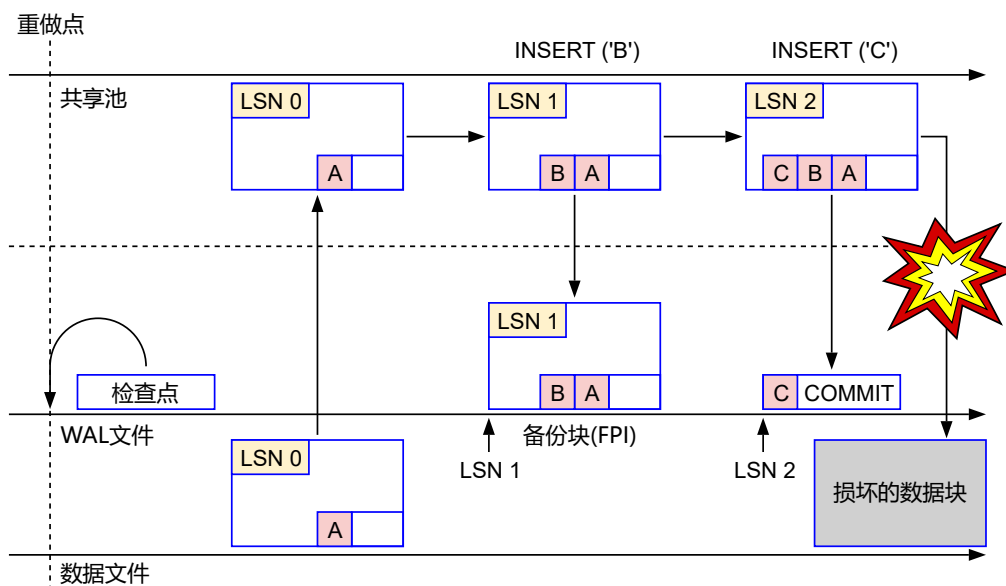 重做点
INSERT ('B')
INSERT ('C')
共享池
LSN 0
A
LSN 1
B A
LSN 2
C B A
LSN 1
B A
检查点
C COMMIT
WAL文件
备份块(FPI)
LSN 1
LSN 2
LSN 0
A
损坏的数据块
数据文件